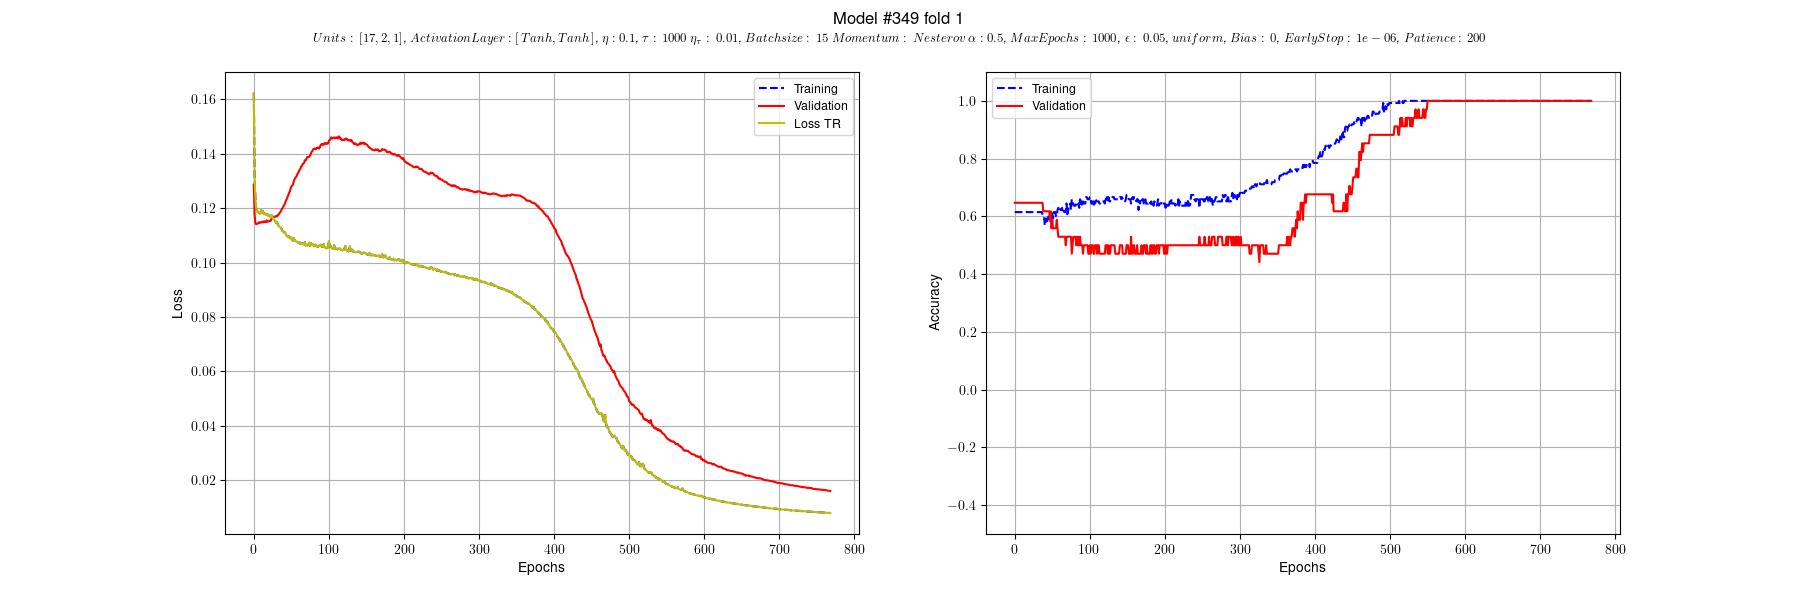 Model #349 fold 1
Units : [17, 2, 1], ActivationLayer : [Tanh, Tanh], η : 0.1, τ : 1000 ητ : 0.01, Batchsize : 15 Momentum : Nesterov α : 0.5, MaxEpochs : 1000, ϵ : 0.05, uniform, Bias : 0, EarlyStop : 1e − 06, Patience : 200
Training
Validation
Loss TR
0.16
0.14
0.12
0.10
0.08
0.06
0.04
0.02
Loss
0 100 200 300 400 500 600 700 800
Epochs
Training
Validation
1.0
0.8
0.6
0.4
0.2
0.0
−0.2
−0.4
Accuracy
0 100 200 300 400 500 600 700 800
Epochs